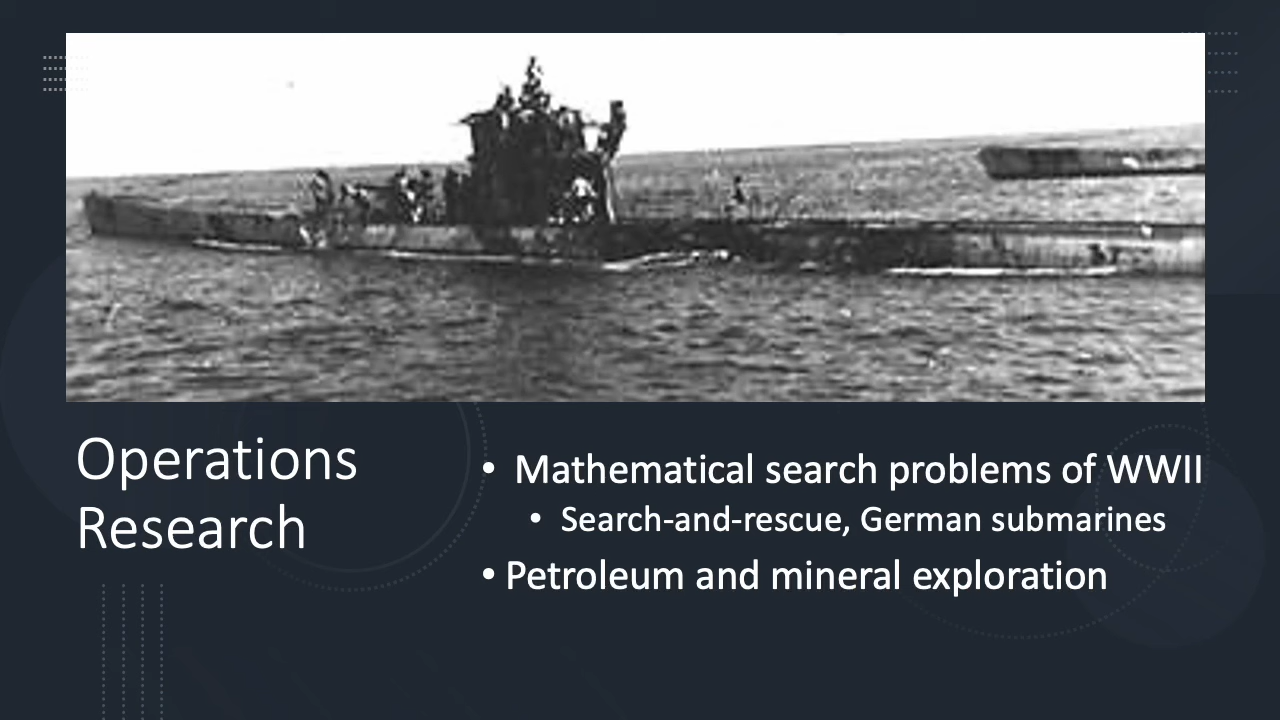 Operations
Research
• Mathematical search problems of WWII
• Search-and-rescue, German submarines
• Petroleum and mineral exploration